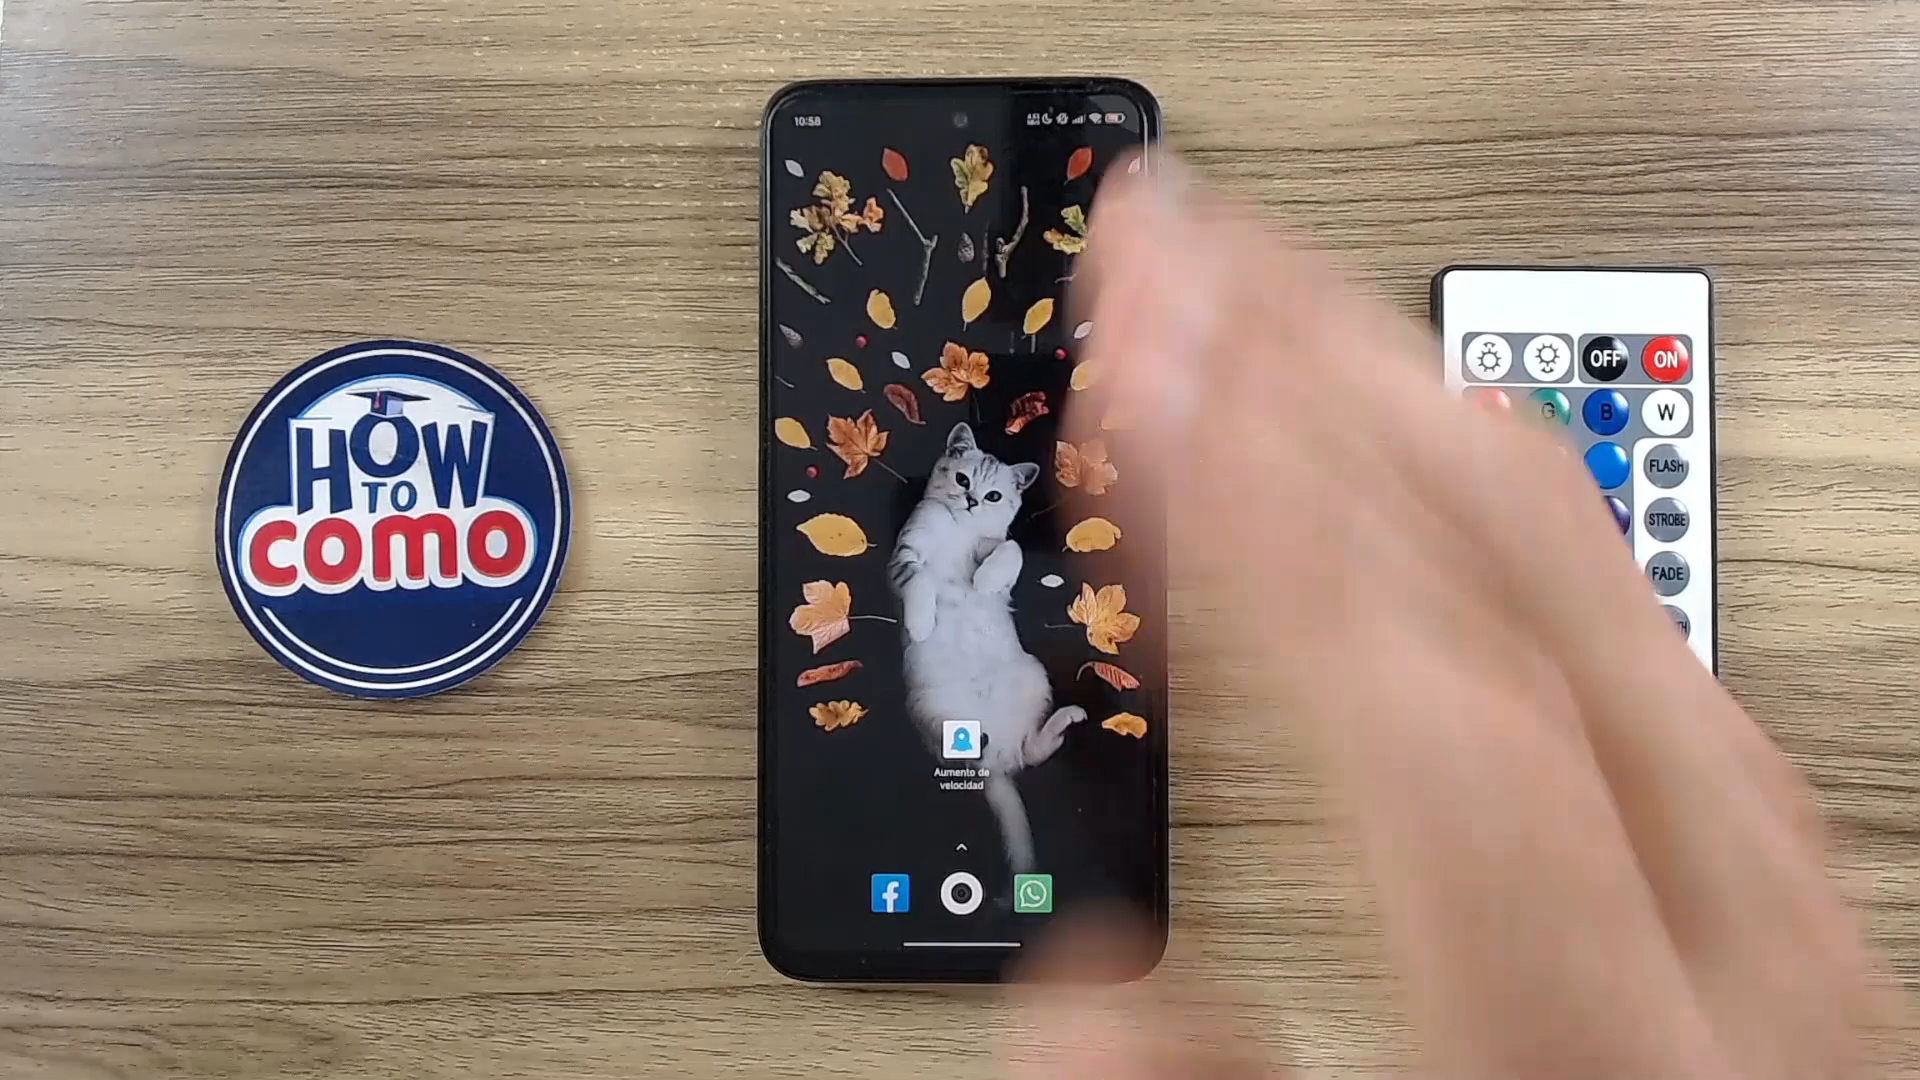 HOW
TO
COMO
10:58
Aumento de
velocidad
OFF
ON
G
B
W
FLASH
STROBE
FADE